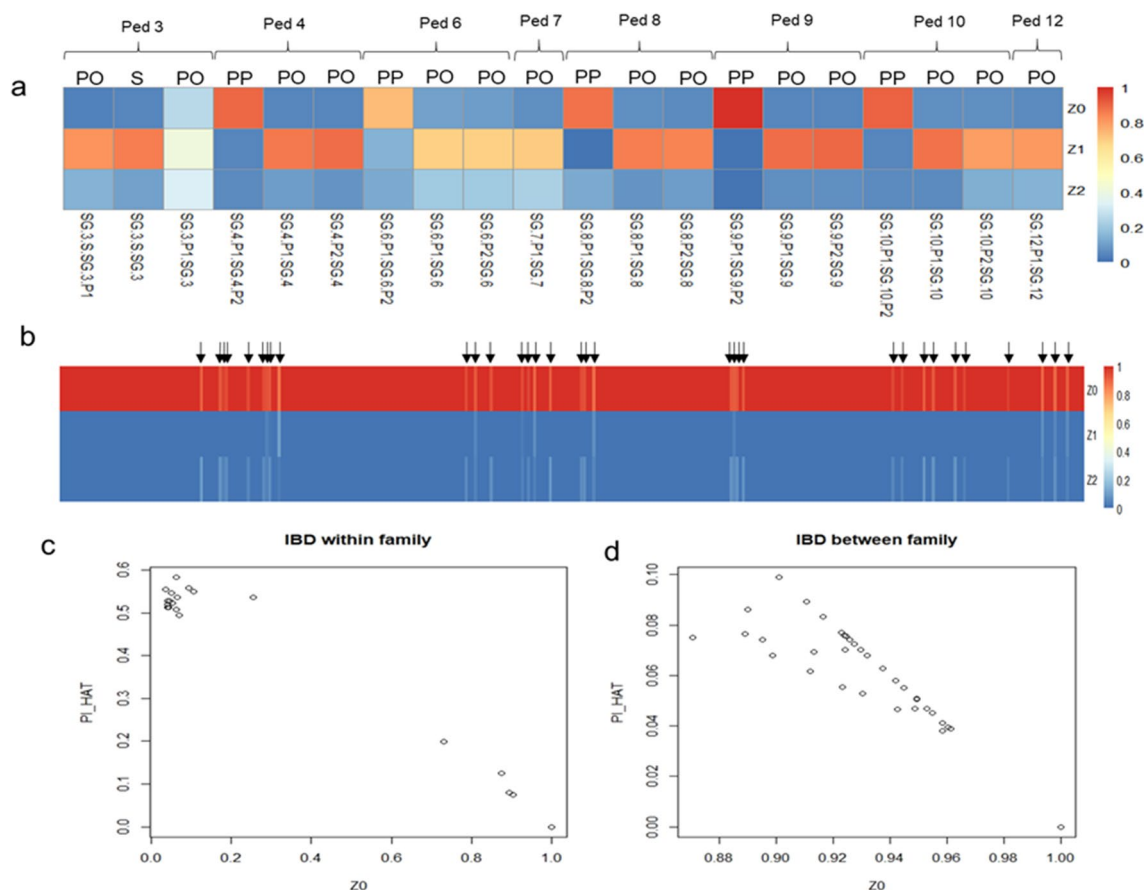 Ped 3 Ped 4 Ped 6 Ped 7 Ped 8 Ped 9 Ped 10 Ped 12
PO S PO PP PO PO PP PO PO PO PP PO PO PP PO PO PP PO PO PO
a
Z0
Z1
Z2
1
0.8
0.6
0.4
0.2
0
SG.3.S.SG.3.P1
SG.3.S.SG.3
SG.3.P1.SG.3
SG.4.P1.SG.4.P2
SG.4.P1.SG.4
SG.4.P2.SG.4
SG.6.P1.SG.6.P2
SG.6.P1.SG.6
SG.6.P2.SG.6
SG.7.P1.SG.7
SG.8.P1.SG.8.P2
SG.8.P1.SG.8
SG.8.P2.SG.8
SG.9.P1.SG.9.P2
SG.9.P1.SG.9
SG.9.P2.SG.9
SG.10.P1.SG.10.P2
SG.10.P1.SG.10
SG.10.P2.SG.10
SG.12.P1.SG.12
b
Z0
Z1
Z2
1
0.8
0.6
0.4
0.2
0
c
IBD within family
PI_HAT
0.6
0.5
0.4
0.3
0.2
0.1
0.0
0.0 0.2 0.4 0.6 0.8 1.0
Z0
d
IBD between family
PI_HAT
0.10
0.08
0.06
0.04
0.02
0.00
0.88 0.90 0.92 0.94 0.96 0.98 1.00
Z0